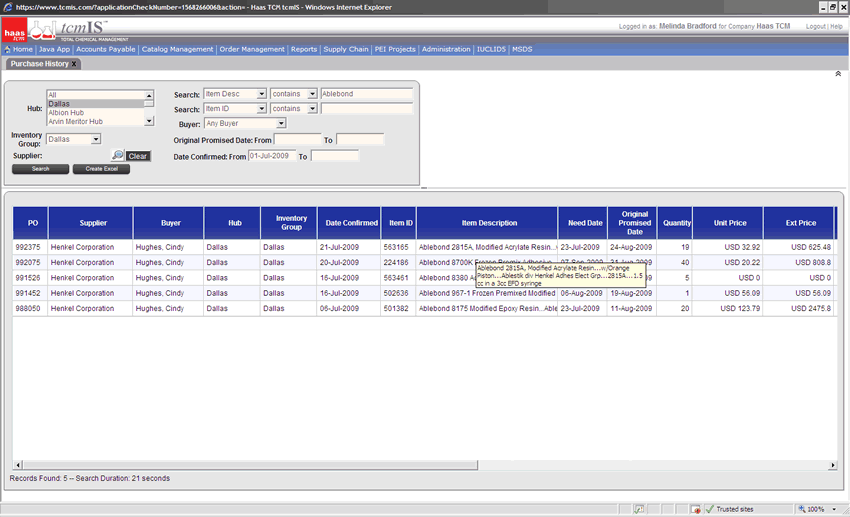 https://www.tcmis.com/?applicationCheckNumber=1568266006&action= - Haas TCM tcmIS - Windows Internet Explorer
haas tcm tcmIS TOTAL CHEMICAL MANAGEMENT
Logged in as: Melinda Bradford for Company Haas TCM Logout | Help
Home | Java App | Accounts Payable | Catalog Management | Order Management | Reports | Supply Chain | PEI Projects | Administration | IUCLIDS | MSDS
Purchase History X
Hub: All
Dallas
Albion Hub
Arvin Meritor Hub
Search: Item Desc contains Ablebond
Search: Item ID contains
Buyer: Any Buyer
Inventory Group: Dallas
Original Promised Date: From To
Supplier: Clear
Date Confirmed: From 01-Jul-2009 To
Search Create Excel
PO Supplier Buyer Hub Inventory Group Date Confirmed Item ID Item Description Need Date Original Promised Date Quantity Unit Price Ext Price
992375 Henkel Corporation Hughes, Cindy Dallas Dallas 21-Jul-2009 563165 Ablebond 2815A, Modified Acrylate Resin... 23-Jul-2009 24-Aug-2009 19 USD 32.92 USD 625.48
992075 Henkel Corporation Hughes, Cindy Dallas Dallas 20-Jul-2009 224186 Ablebond 8700K Frozen Premix Adhesive 07-Sep-2009 40 USD 20.22 USD 808.8
Ablebond 2815A, Modified Acrylate Resin...w/Orange
Piston...Ablestik div Henkel Adhes Elect Grp...2815A...1.5
cc in a 3cc EFD syringe
991526 Henkel Corporation Hughes, Cindy Dallas Dallas 16-Jul-2009 563461 Ablebond 8380 5 USD 0 USD 0
991452 Henkel Corporation Hughes, Cindy Dallas Dallas 16-Jul-2009 502636 Ablebond 967-1 Frozen Premixed Modified 06-Aug-2009 19-Aug-2009 1 USD 56.09 USD 56.09
988050 Henkel Corporation Hughes, Cindy Dallas Dallas 06-Jul-2009 501382 Ablebond 8175 Modified Epoxy Resin...Able 23-Jul-2009 11-Aug-2009 20 USD 123.79 USD 2475.8
Records Found: 5 -- Search Duration: 21 seconds
Trusted sites 100%